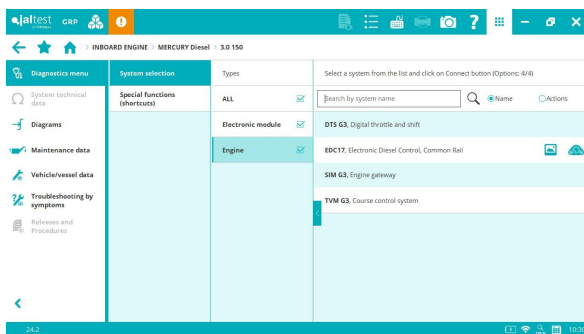 jaltest GRP
INBOARD ENGINE > MERCURY Diesel > 3.0 150
Diagnostics menu
System technical data
Diagrams
Maintenance data
Vehicle/vessel data
Troubleshooting by symptoms
Releases and Procedures
System selection
Special functions (shortcuts)
Types
ALL
Electronic module
Engine
Select a system from the list and click on Connect button (Options: 4/4)
Search by system name
Name
Actions
DTS G3, Digital throttle and shift
EDC17, Electronic Diesel Control, Common Rail
SIM G3, Engine gateway
TVM G3, Course control system
24.2
10:30